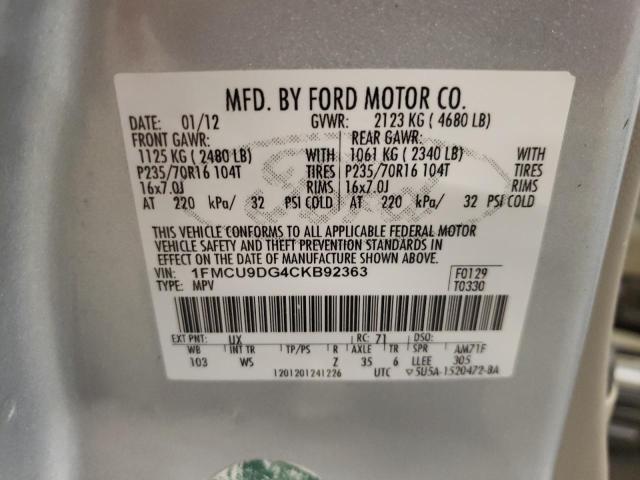 MFD. BY FORD MOTOR CO.
DATE: 01/12 GVWR: 2123 KG ( 4680 LB)
FRONT GAWR: REAR GAWR:
1125 KG ( 2480 LB) WITH 1061 KG ( 2340 LB) WITH
P235/70R16 104T TIRES P235/70R16 104T TIRES
16x7.0J RIMS 16x7.0J RIMS
AT 220 kPa/ 32 PSI COLD AT 220 kPa/ 32 PSI COLD
THIS VEHICLE CONFORMS TO ALL APPLICABLE FEDERAL MOTOR
VEHICLE SAFETY AND THEFT PREVENTION STANDARDS IN
EFFECT ON THE DATE OF MANUFACTURE SHOWN ABOVE.
VIN: 1FMCU9DG4CKB92363 F0129
TYPE: MPV T0330
EXT PNT: UX RC: 71 DSO:
WB INT TR TP/PS R AXLE TR SPR AM71F
103 WS Z 35 6 LLEE 305
1201201241226 UTC ▽5U5A-1520472-BA
Ford